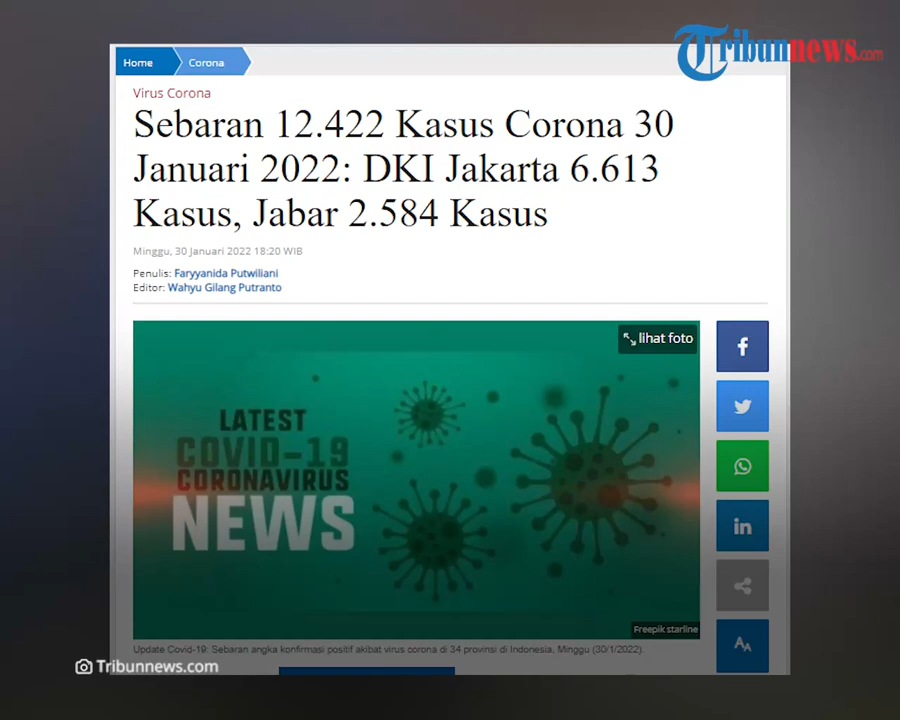 Tribunnews.com
Home
Corona
Virus Corona
Sebaran 12.422 Kasus Corona 30
Januari 2022: DKI Jakarta 6.613
Kasus, Jabar 2.584 Kasus
Minggu, 30 Januari 2022 18:20 WIB
Penulis: Faryyanida Putwiliani
Editor: Wahyu Gilang Putranto
lihat foto
LATEST
COVID-19
CORONAVIRUS
NEWS
f
in
AA
Freepik starline
Update Covid-19: Sebaran angka konfirmasi positif akibat virus corona di 34 provinsi di Indonesia, Minggu (30/1/2022).
Tribunnews.com